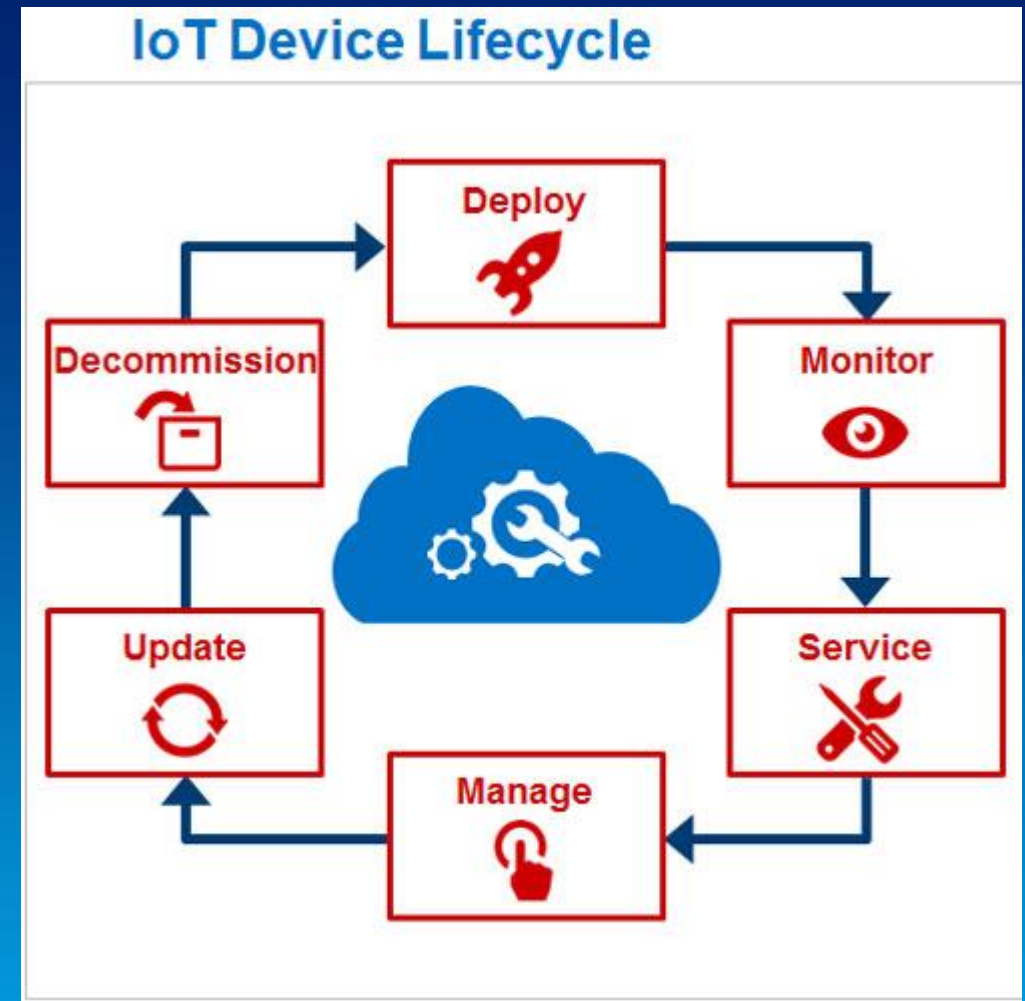 IoT Device Lifecycle
Deploy
Monitor
Service
Manage
Update
Decommission